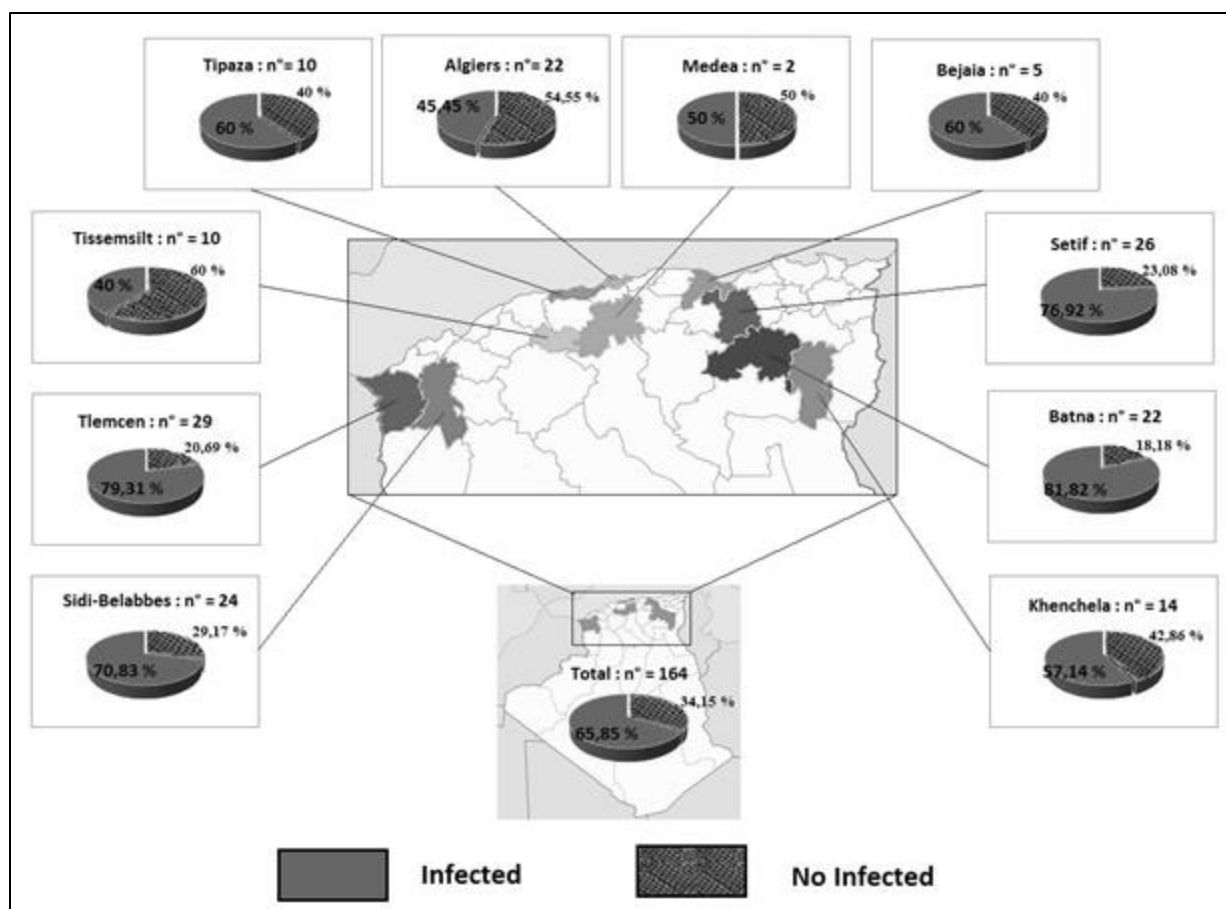 Tipaza : n°= 10
40 %
60 %
Algiers : n°= 22
45,45 %
54,55 %
Medea : n° = 2
50 %
50 %
Bejaia : n° = 5
40 %
60 %
Tissemsilt : n° = 10
60 %
40 %
Setif : n° = 26
23,08 %
76,92 %
Tlemcen : n° = 29
20,69 %
79,31 %
Batna : n° = 22
18,18 %
81,82 %
Sidi-Belabbes : n° = 24
29,17 %
70,83 %
Khenchela : n° = 14
42,86 %
57,14 %
Total : n° = 164
34,15 %
65,85 %
Infected
No Infected